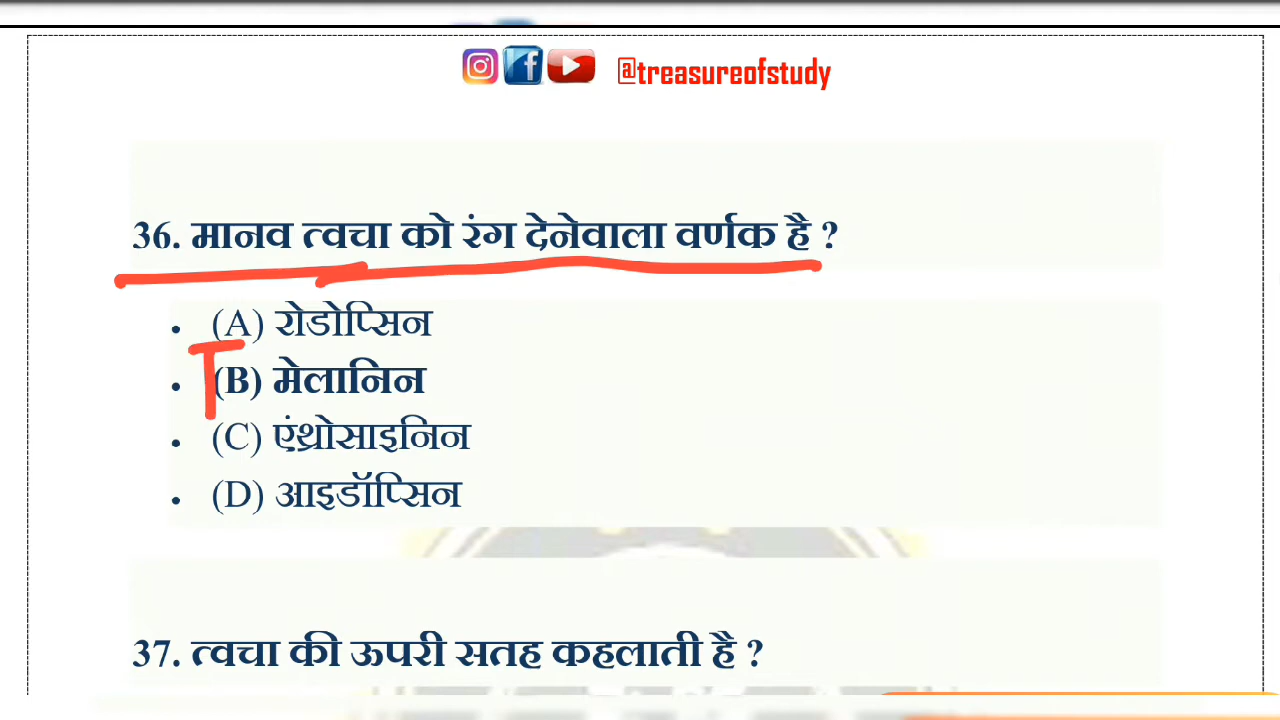 @treasureofstudy
36. मानव त्वचा को रंग देनेवाला वर्णक है ?
(A) रोडोप्सिन
(B) मेलानिन
(C) एंथ्रोसाइनिन
(D) आइडॉप्सिन
37. त्वचा की ऊपरी सतह कहलाती है ?